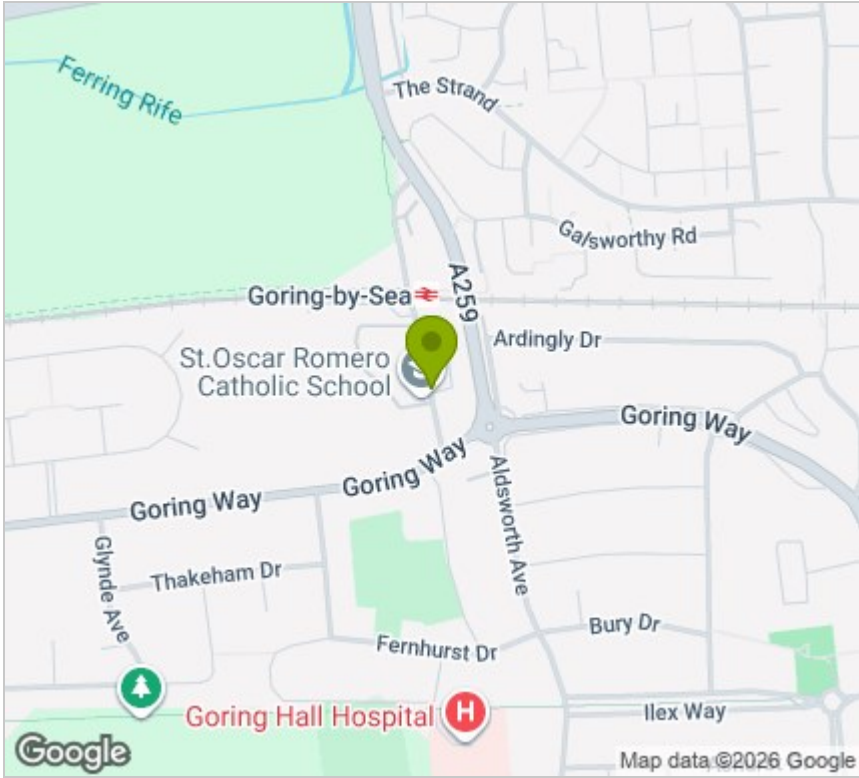 Ferring Rife
The Strand
Galsworthy Rd
A259
Goring-by-Sea
Ardingly Dr
St.Oscar Romero
Catholic School
Goring Way
Goring Way
Goring Way
Aldsworth Ave
Glynde Ave
Thakeham Dr
Bury Dr
Fernhurst Dr
Goring Hall Hospital
H
Ilex Way
Google
Map data ©2026 Google